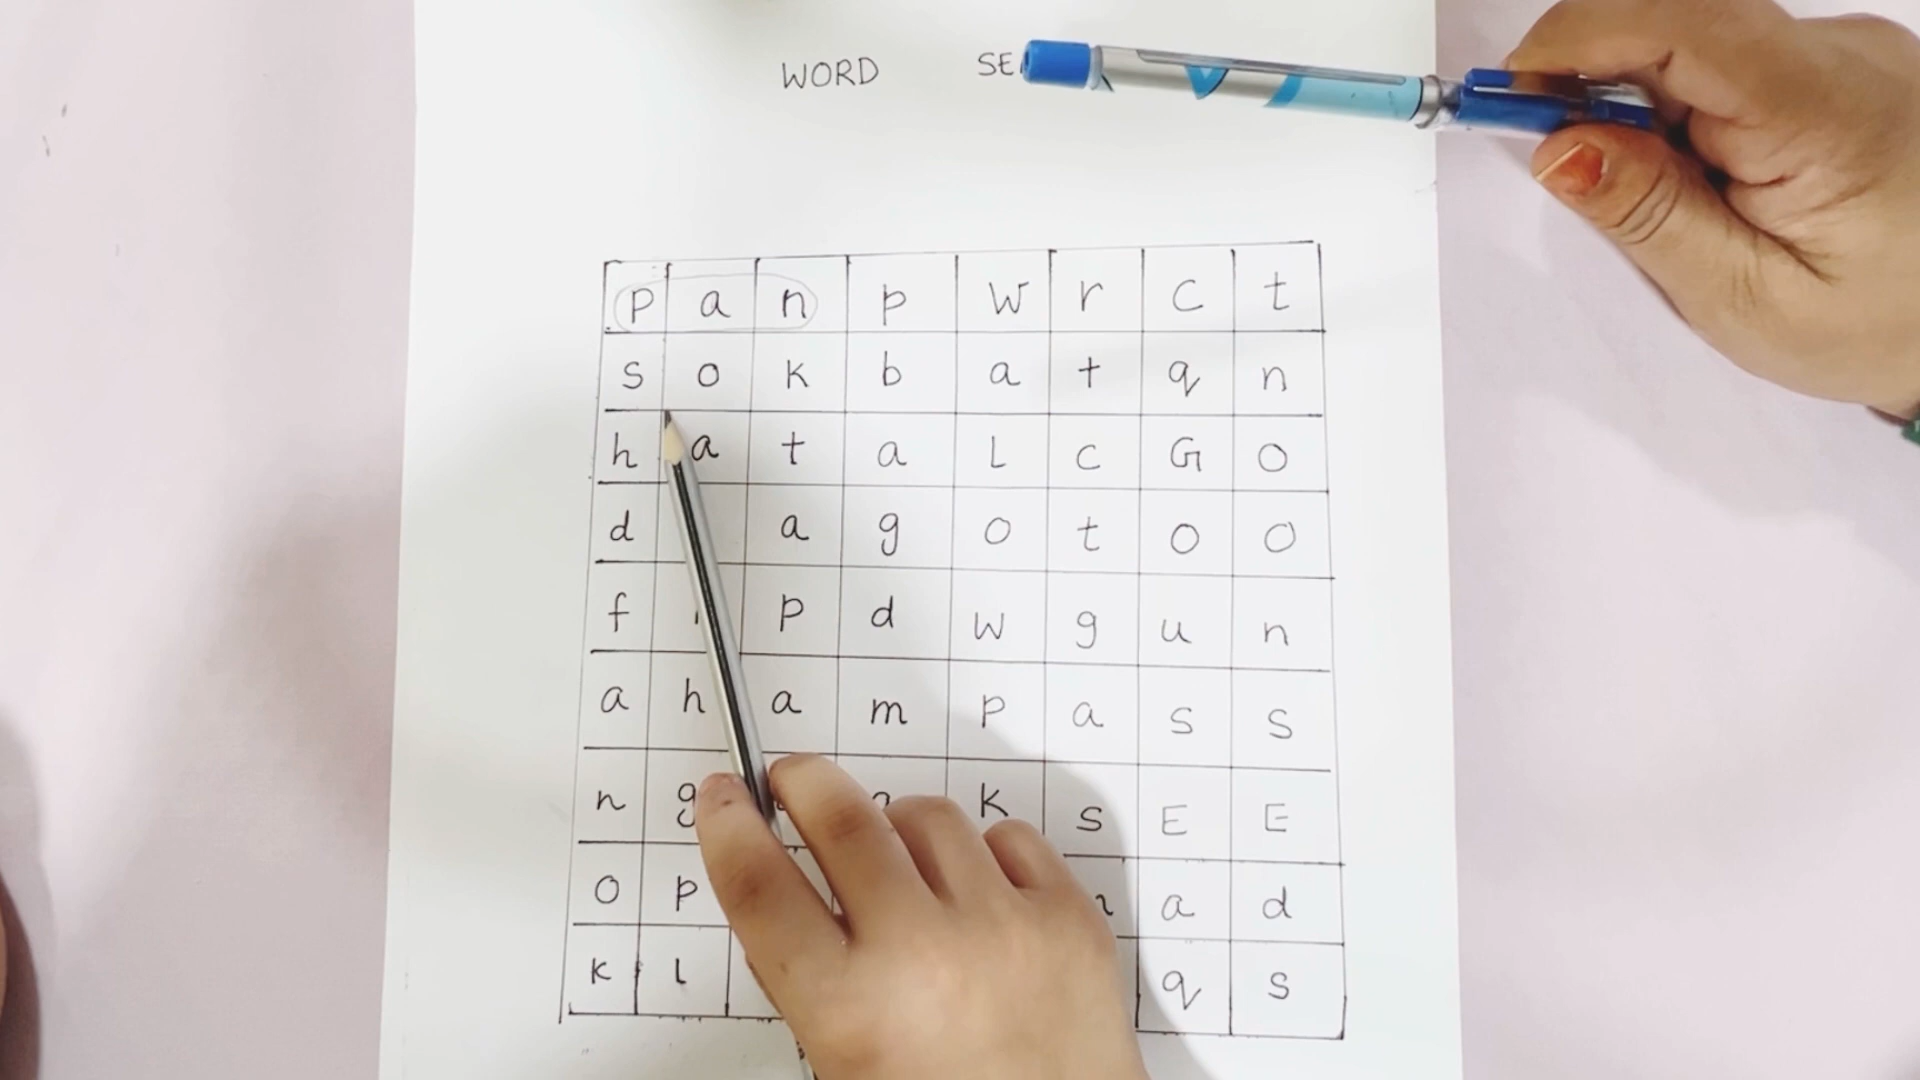 WORD SE
p a n p w r c t
s o k b a t q n
h a t a L c G o
d a g o t o o
f p d w g u n
a h a m p a s s
n g K s E E
o p a d
k l q s